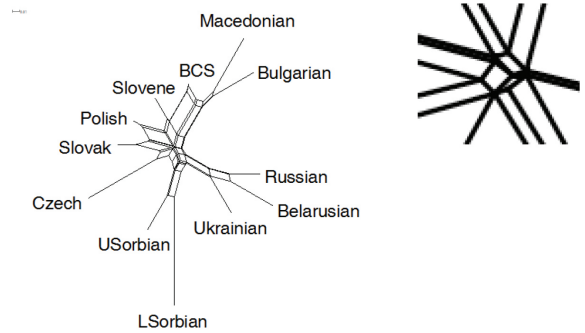 Macedonian
BCS
Bulgarian
Slovene
Polish
Slovak
Russian
Czech
Belarusian
Ukrainian
USorbian
LSorbian